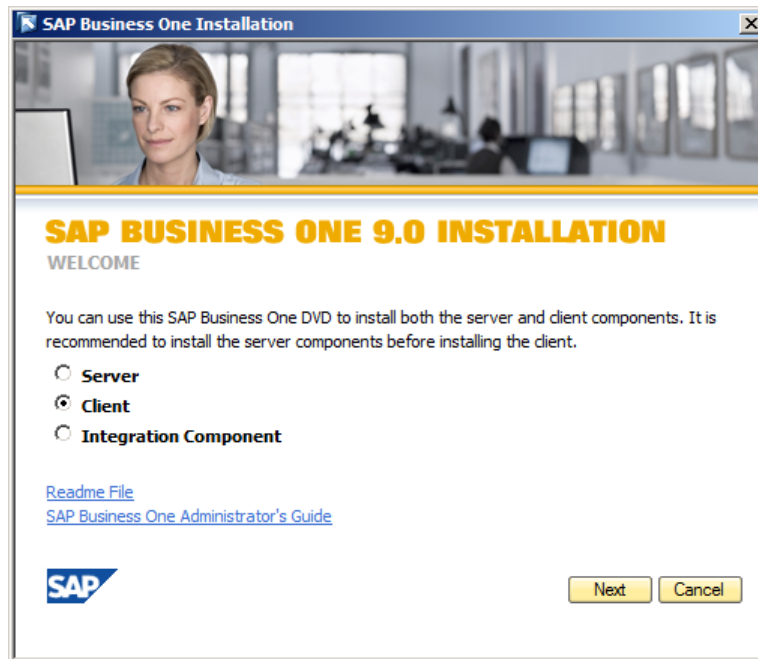 SAP Business One Installation
SAP BUSINESS ONE 9.0 INSTALLATION
WELCOME
You can use this SAP Business One DVD to install both the server and client components. It is
recommended to install the server components before installing the client.
Server
Client
Integration Component
Readme File
SAP Business One Administrator's Guide
SAP
Next Cancel